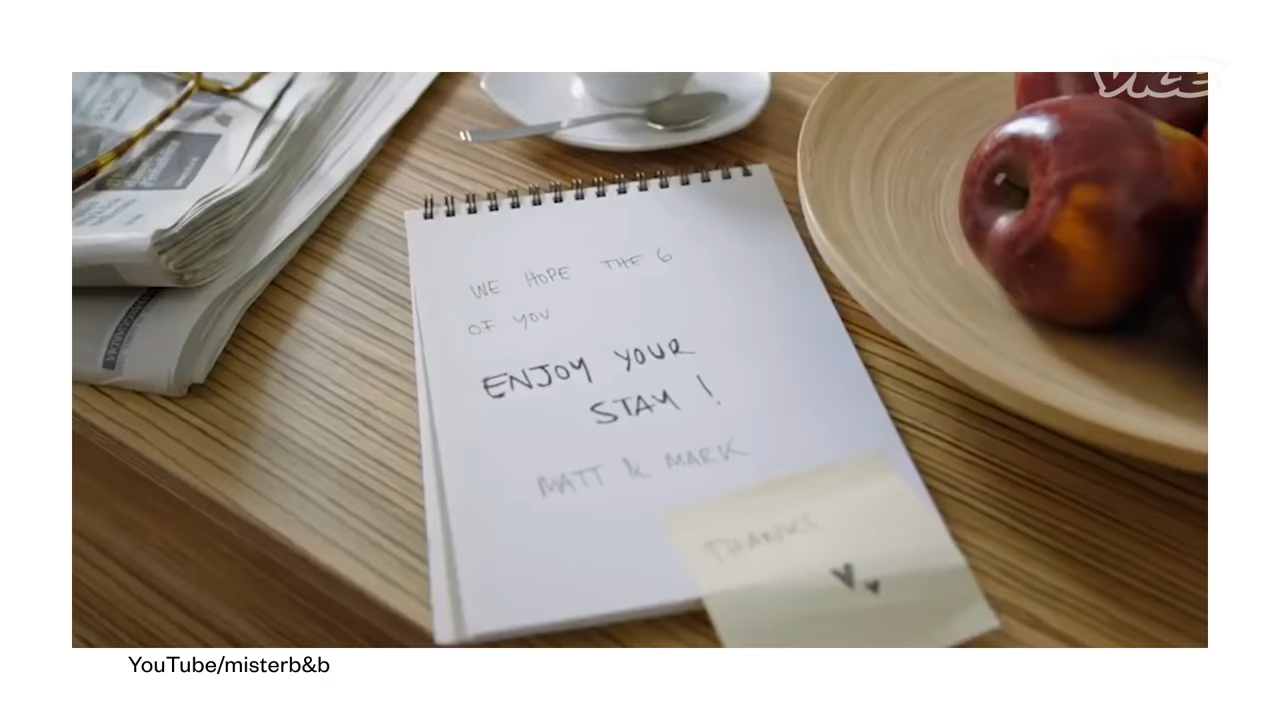 VICE
WE HOPE THE 6
OF YOU
ENJOY YOUR
STAY !
MATT & MARK
THANKS
YouTube/misterb&b